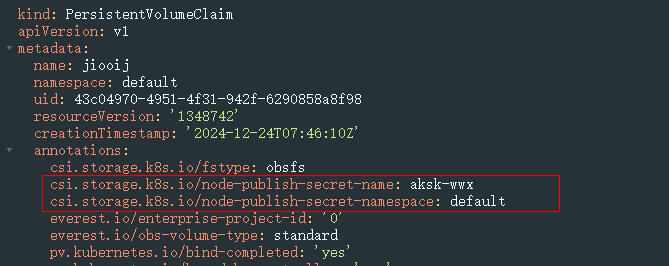 kind: PersistentVolumeClaim
apiVersion: v1
metadata:
name: jiooij
namespace: default
uid: 43c04970-4951-4f31-942f-6290858a8f98
resourceVersion: '1348742'
creationTimestamp: '2024-12-24T07:46:10Z'
annotations:
csi.storage.k8s.io/fstype: obsfs
csi.storage.k8s.io/node-publish-secret-name: aksk-wwx
csi.storage.k8s.io/node-publish-secret-namespace: default
everest.io/enterprise-project-id: '0'
everest.io/obs-volume-type: standard
pv.kubernetes.io/bind-completed: 'yes'